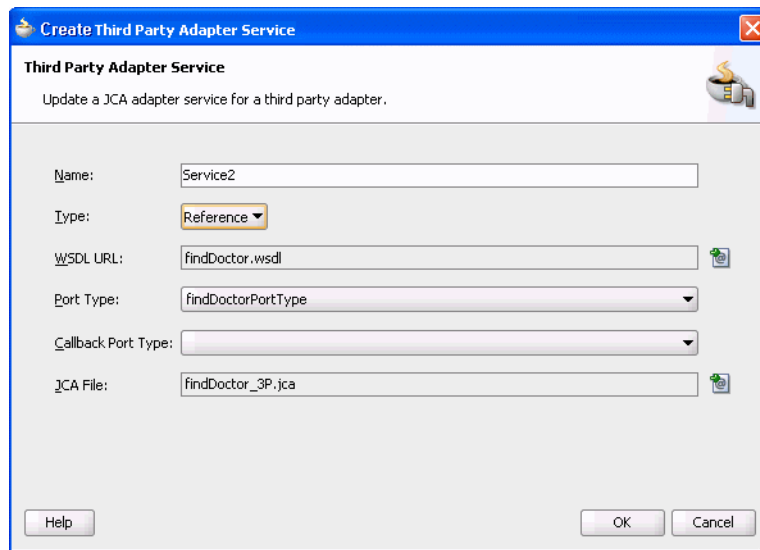 Create Third Party Adapter Service
Third Party Adapter Service
Update a JCA adapter service for a third party adapter.
Name: Service2
Type: Reference
WSDL URL: findDoctor.wsdl
Port Type: findDoctorPortType
Callback Port Type:
JCA File: findDoctor_3P.jca
Help OK Cancel